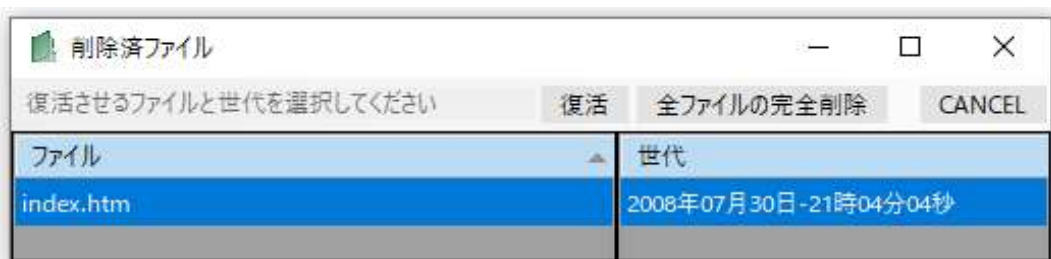 削除済ファイル
復活させるファイルと世代を選択してください 復活 全ファイルの完全削除 CANCEL
ファイル 世代
index.htm 2008年07月30日-21時04分04秒